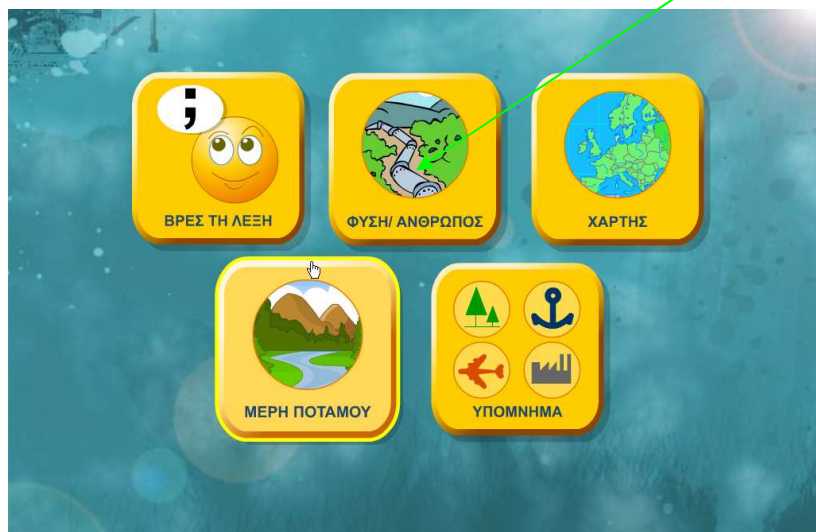 ;
ΒΡΕΣ ΤΗ ΛΕΞΗ
ΦΥΣΗ/ ΑΝΘΡΩΠΟΣ
ΧΑΡΤΗΣ
ΜΕΡΗ ΠΟΤΑΜΟΥ
ΥΠΟΜΝΗΜΑ